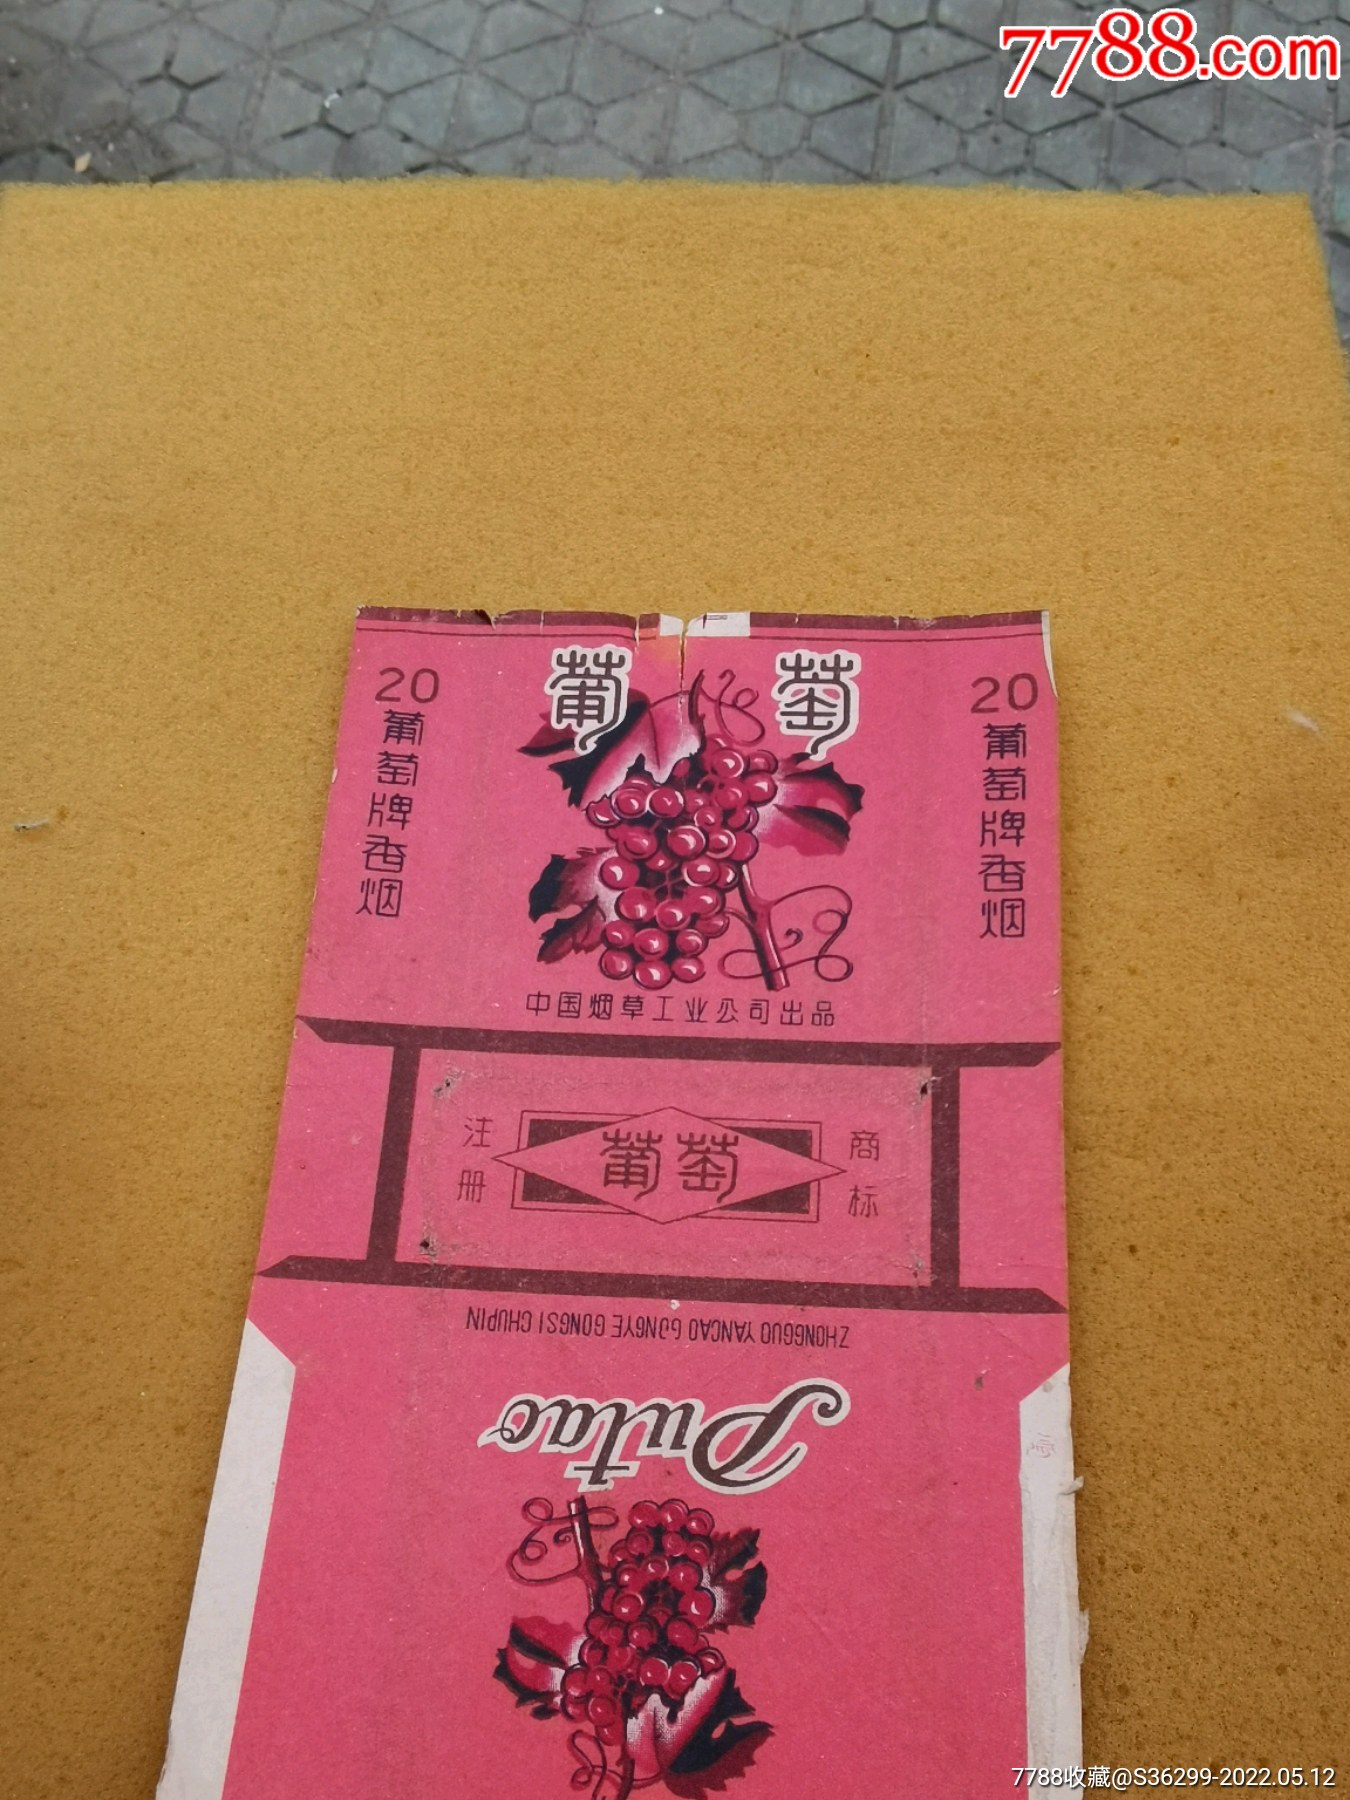 7788.com
葡 萄
20
葡萄牌香烟
20
葡萄牌香烟
中国烟草工业公司出品
注册
葡萄
商标
ZHONGGUO YANCAO GONGYE GONGSI CHUPIN
Putao
7788收藏@S36299-2022.05.12